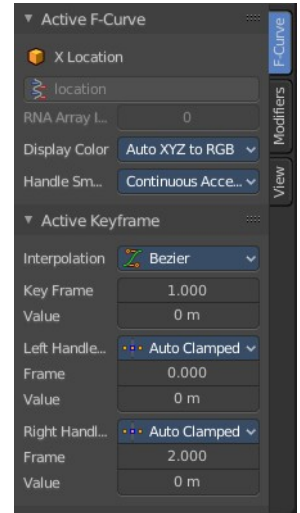 Active F-Curve
X Location
location
RNA Array I... 0
Display Color Auto XYZ to RGB
Handle Sm... Continuous Acce...
Active Keyframe
Interpolation Bezier
Key Frame 1.000
Value 0 m
Left Handle... Auto Clamped
Frame 0.000
Value 0 m
Right Handl... Auto Clamped
Frame 2.000
Value 0 m
F-Curve
Modifiers
View